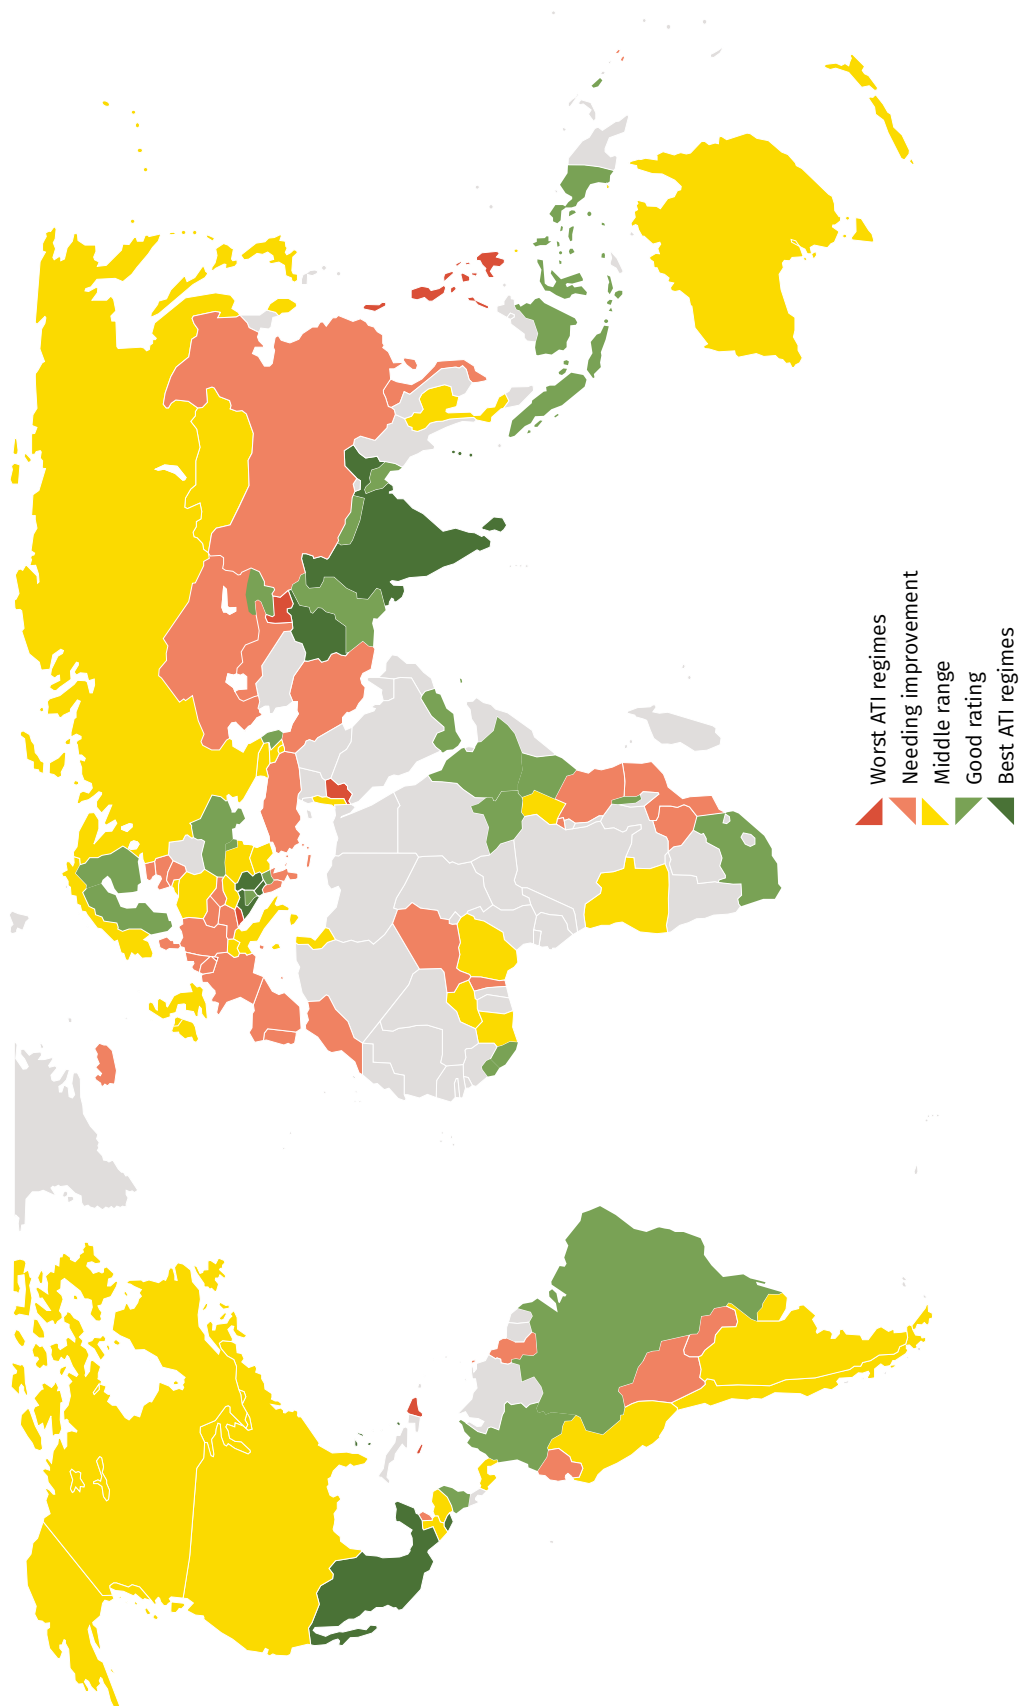 Worst ATI regimes
Needing improvement
Middle range
Good rating
Best ATI regimes